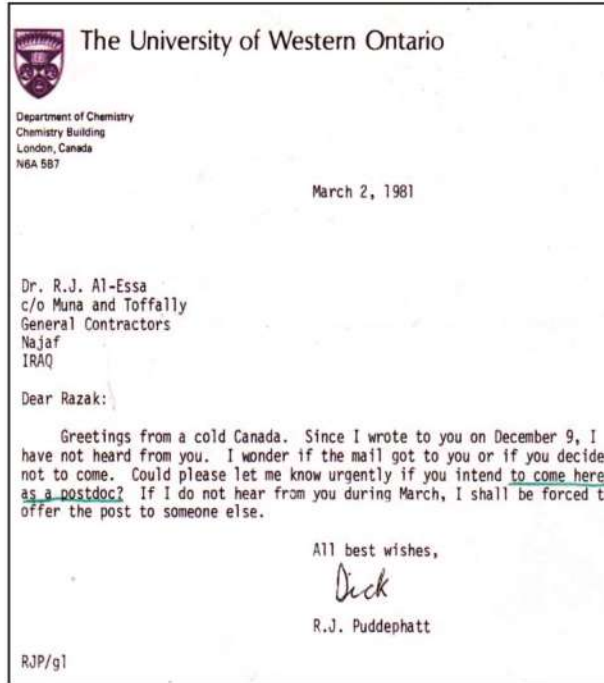 The University of Western Ontario
Department of Chemistry
Chemistry Building
London, Canada
N6A 5B7
March 2, 1981
Dr. R.J. Al-Essa
c/o Muna and Toffally
General Contractors
Najaf
IRAQ
Dear Razak:
Greetings from a cold Canada. Since I wrote to you on December 9, I
have not heard from you. I wonder if the mail got to you or if you decide
not to come. Could please let me know urgently if you intend to come here
as a postdoc? If I do not hear from you during March, I shall be forced t
offer the post to someone else.
All best wishes,
Dick
R.J. Puddephatt
RJP/gl